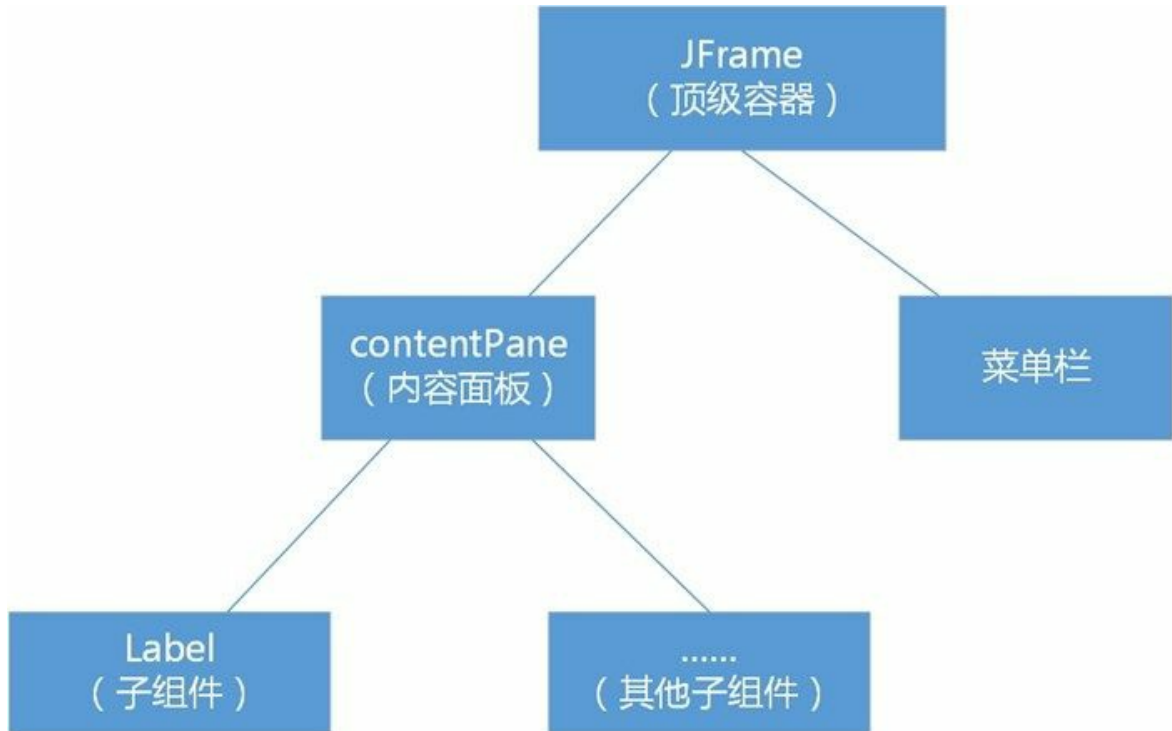 JFrame
（顶级容器）
contentPane
（内容面板）
菜单栏
Label
（子组件）
......
（其他子组件）